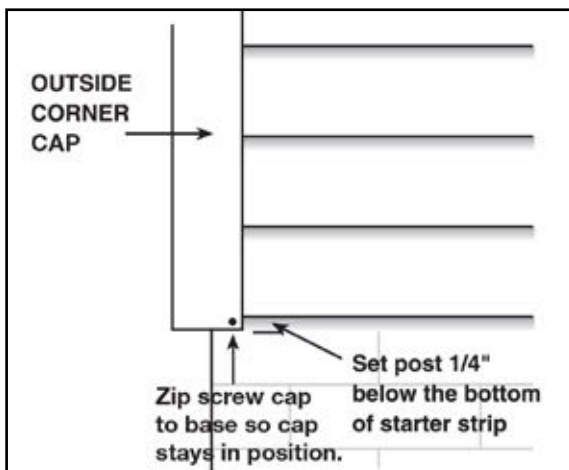 OUTSIDE
CORNER
CAP
Set post 1/4"
below the bottom
of starter strip
Zip screw cap
to base so cap
stays in position.